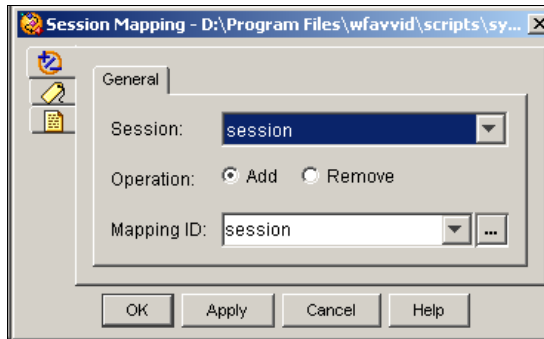 Session Mapping - D:\Program Files\wfavvid\scripts\sy...
General
Session: session
Operation: Add Remove
Mapping ID: session ...
OK Apply Cancel Help